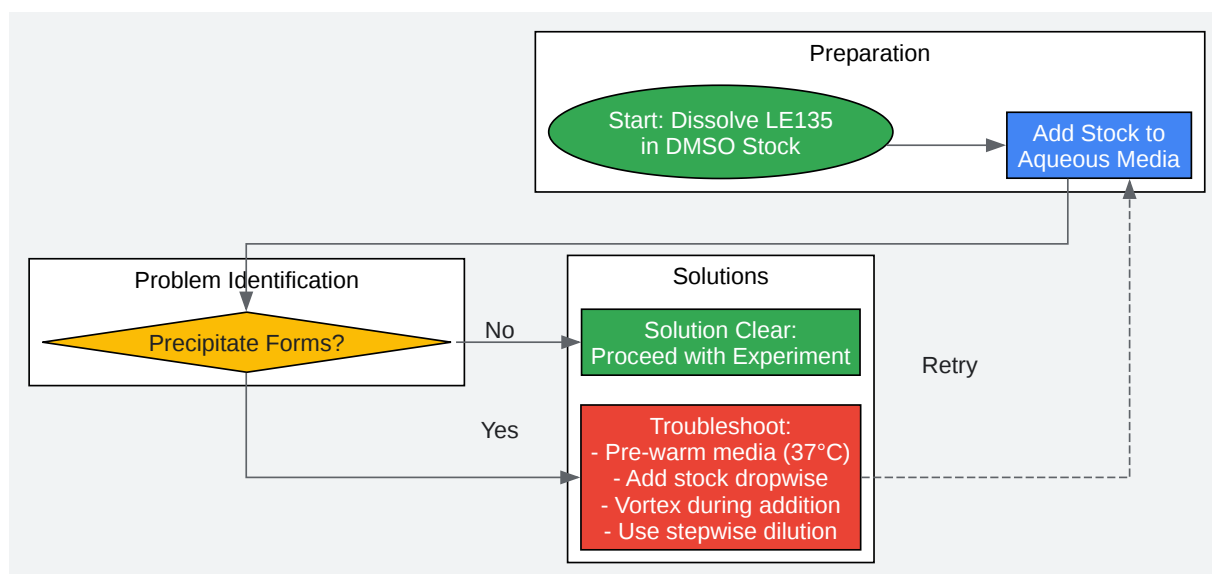 Preparation
Start: Dissolve LE135
in DMSO Stock
Add Stock to
Aqueous Media
Problem Identification
Precipitate Forms?
No
Yes
Solutions
Solution Clear:
Proceed with Experiment
Troubleshoot:
- Pre-warm media (37°C)
- Add stock dropwise
- Vortex during addition
- Use stepwise dilution
Retry